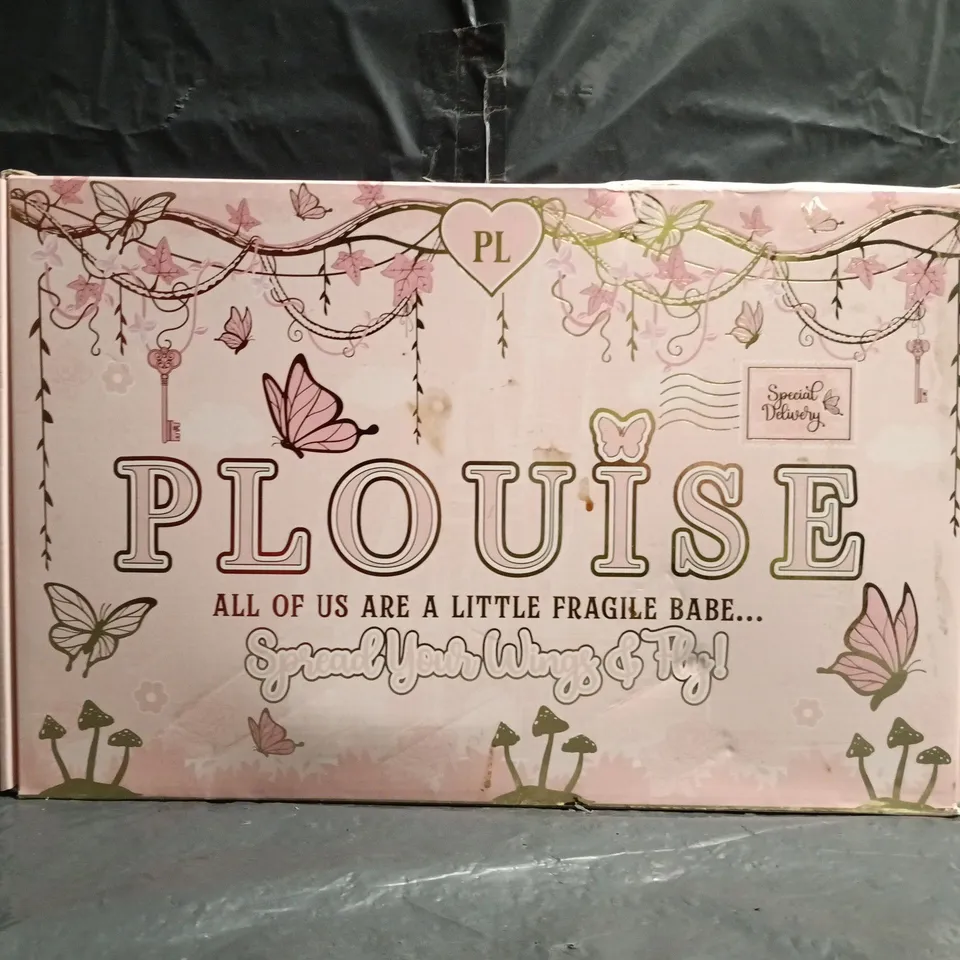 PL
Special
Delivery
PLOUISE
ALL OF US ARE A LITTLE FRAGILE BABE...
Spread Your Wings & Fly!